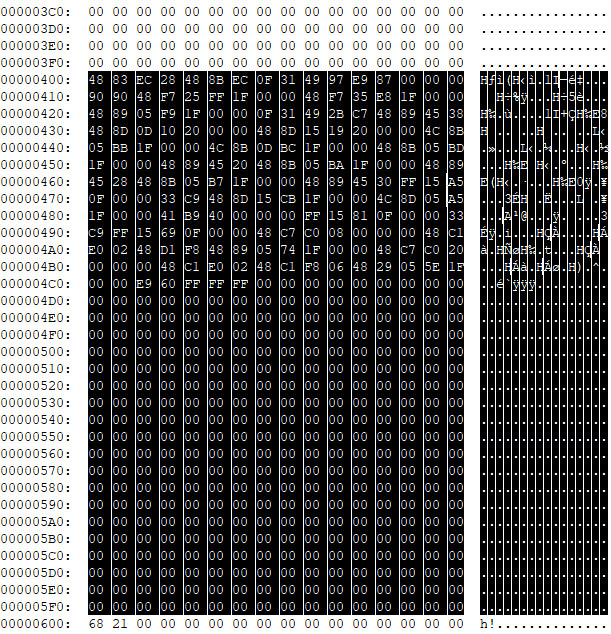 000003C0: 00 00 00 00 00 00 00 00 00 00 00 00 00 00 00 00 ................
000003D0: 00 00 00 00 00 00 00 00 00 00 00 00 00 00 00 00 ................
000003E0: 00 00 00 00 00 00 00 00 00 00 00 00 00 00 00 00 ................
000003F0: 00 00 00 00 00 00 00 00 00 00 00 00 00 00 00 00 ................
00000400: 48 83 EC 28 48 8B EC 0F 31 49 97 E9 87 00 00 00
00000410: 90 90 48 F7 25 FF 1F 00 00 48 F7 35 E8 1F 00 00
00000420: 48 89 05 F9 1F 00 00 0F 31 49 2B C7 48 89 45 38
00000430: 48 8D 0D 10 20 00 00 48 8D 15 19 20 00 00 4C 8B
00000440: 05 BB 1F 00 00 4C 8B 0D BC 1F 00 00 48 8B 05 BD
00000450: 1F 00 00 48 89 45 20 48 8B 05 BA 1F 00 00 48 89
00000460: 45 28 48 8B 05 B7 1F 00 00 48 89 45 30 FF 15 A5
00000470: 0F 00 00 33 C9 48 8D 15 CB 1F 00 00 4C 8D 05 A5
00000480: 1F 00 00 41 B9 40 00 00 00 FF 15 81 0F 00 00 33
00000490: C9 FF 15 69 0F 00 00 48 C7 C0 08 00 00 00 48 C1
000004A0: E0 02 48 D1 F8 48 89 05 74 1F 00 00 48 C7 C0 20
000004B0: 00 00 00 48 C1 E0 02 48 C1 F8 06 48 29 05 5E 1F
000004C0: 00 00 E9 60 FF FF FF 00 00 00 00 00 00 00 00 00
000004D0: 00 00 00 00 00 00 00 00 00 00 00 00 00 00 00 00 ................
000004E0: 00 00 00 00 00 00 00 00 00 00 00 00 00 00 00 00 ................
000004F0: 00 00 00 00 00 00 00 00 00 00 00 00 00 00 00 00 ................
00000500: 00 00 00 00 00 00 00 00 00 00 00 00 00 00 00 00 ................
00000510: 00 00 00 00 00 00 00 00 00 00 00 00 00 00 00 00 ................
00000520: 00 00 00 00 00 00 00 00 00 00 00 00 00 00 00 00 ................
00000530: 00 00 00 00 00 00 00 00 00 00 00 00 00 00 00 00 ................
00000540: 00 00 00 00 00 00 00 00 00 00 00 00 00 00 00 00 ................
00000550: 00 00 00 00 00 00 00 00 00 00 00 00 00 00 00 00 ................
00000560: 00 00 00 00 00 00 00 00 00 00 00 00 00 00 00 00 ................
00000570: 00 00 00 00 00 00 00 00 00 00 00 00 00 00 00 00 ................
00000580: 00 00 00 00 00 00 00 00 00 00 00 00 00 00 00 00 ................
00000590: 00 00 00 00 00 00 00 00 00 00 00 00 00 00 00 00 ................
000005A0: 00 00 00 00 00 00 00 00 00 00 00 00 00 00 00 00 ................
000005B0: 00 00 00 00 00 00 00 00 00 00 00 00 00 00 00 00 ................
000005C0: 00 00 00 00 00 00 00 00 00 00 00 00 00 00 00 00 ................
000005D0: 00 00 00 00 00 00 00 00 00 00 00 00 00 00 00 00 ................
000005E0: 00 00 00 00 00 00 00 00 00 00 00 00 00 00 00 00 ................
000005F0: 00 00 00 00 00 00 00 00 00 00 00 00 00 00 00 00 ................
00000600: 68 21 00 00 00 00 00 00 00 00 00 00 00 00 00 00 h!..............